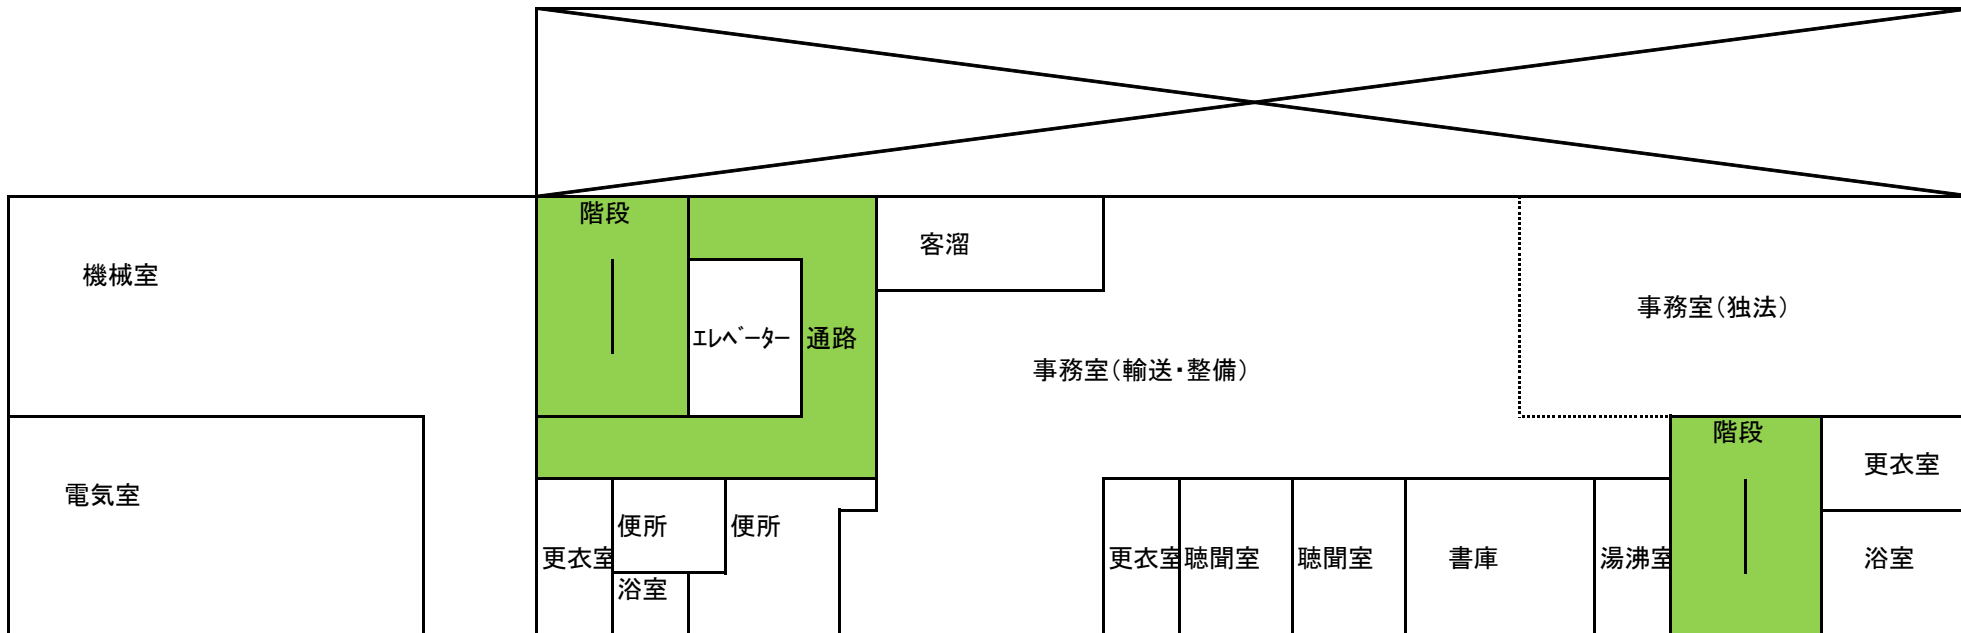 階段
客溜
機械室
事務室(独法)
エレベーター
通路
事務室(輸送・整備)
階段
更衣室
電気室
便所
便所
更衣室
更衣室
聴聞室
聴聞室
書庫
湯沸室
浴室
浴室